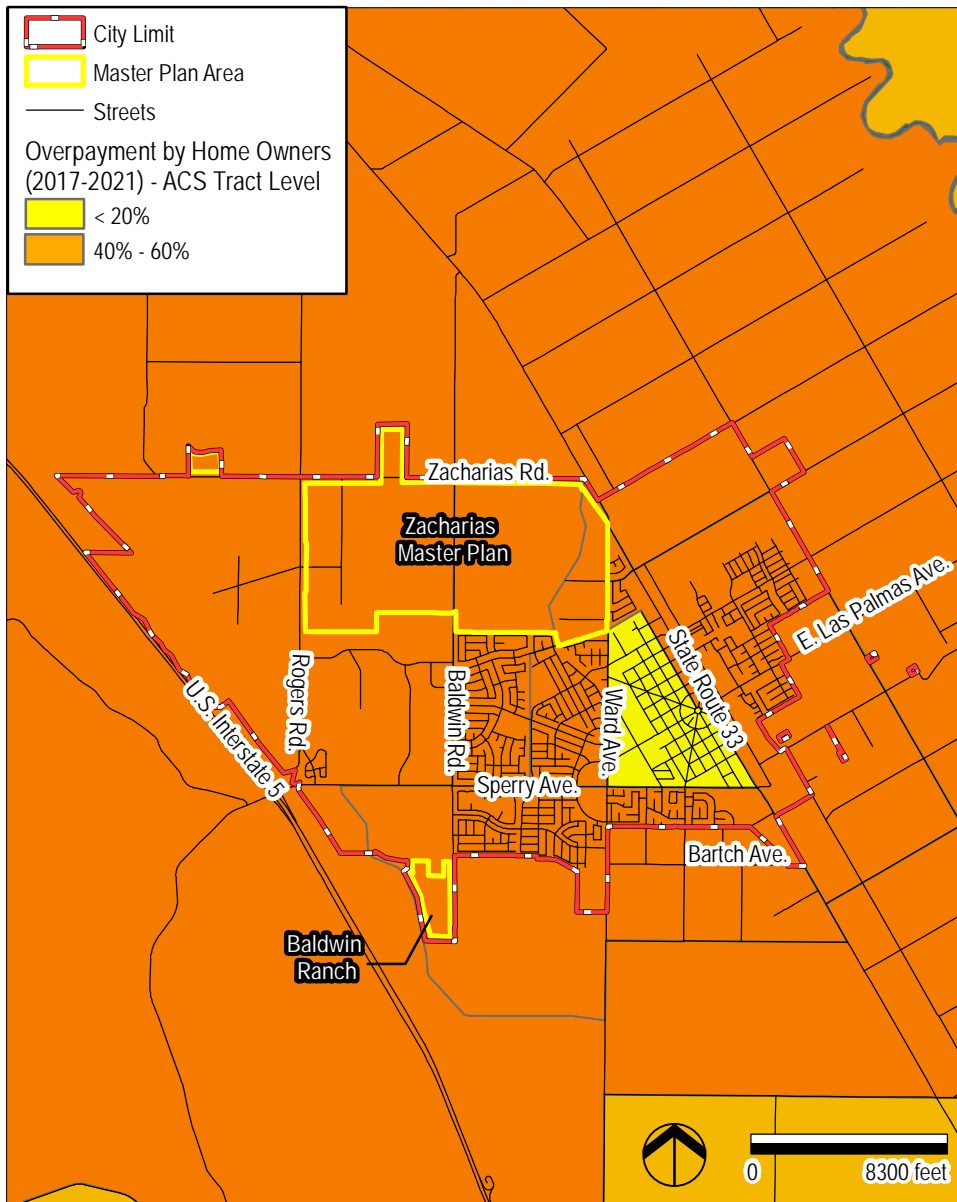 City Limit
Master Plan Area
Streets
Overpayment by Home Owners
(2017-2021) - ACS Tract Level
< 20%
40% - 60%
Zacharias Rd.
Zacharias
Master Plan
E. Las Palmas Ave.
State Route 33
Rogers Rd.
Baldwin Rd.
Ward Ave.
U.S. Interstate 5
Sperry Ave.
Bartch Ave.
Baldwin
Ranch
0 8300 feet